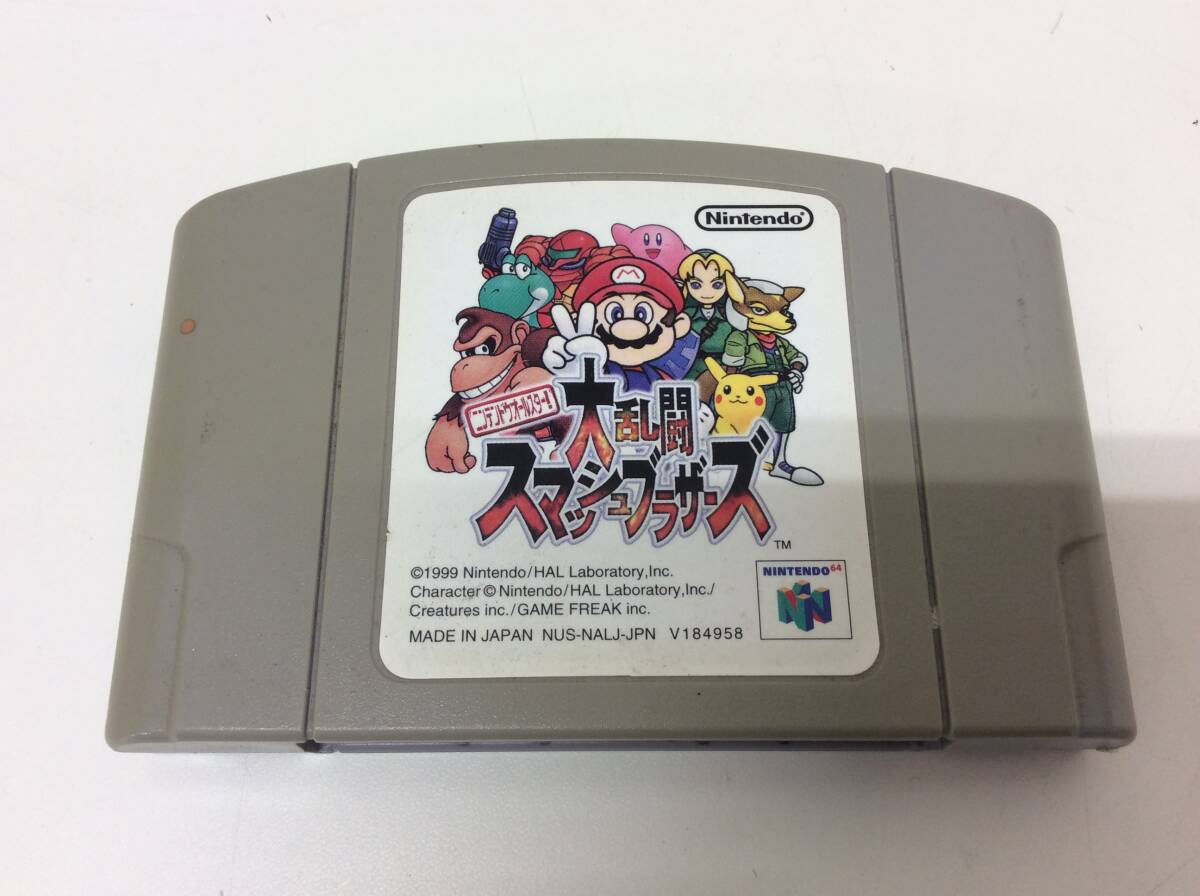 Nintendo®
M
ニンテンドウオールスター!
大乱闘
スマッシュブラザーズ
TM
©1999 Nintendo/HAL Laboratory,Inc.
Character©Nintendo/HAL Laboratory,Inc./
Creatures inc./GAME FREAK inc.
MADE IN JAPAN NUS-NALJ-JPN V184958
NINTENDO 64